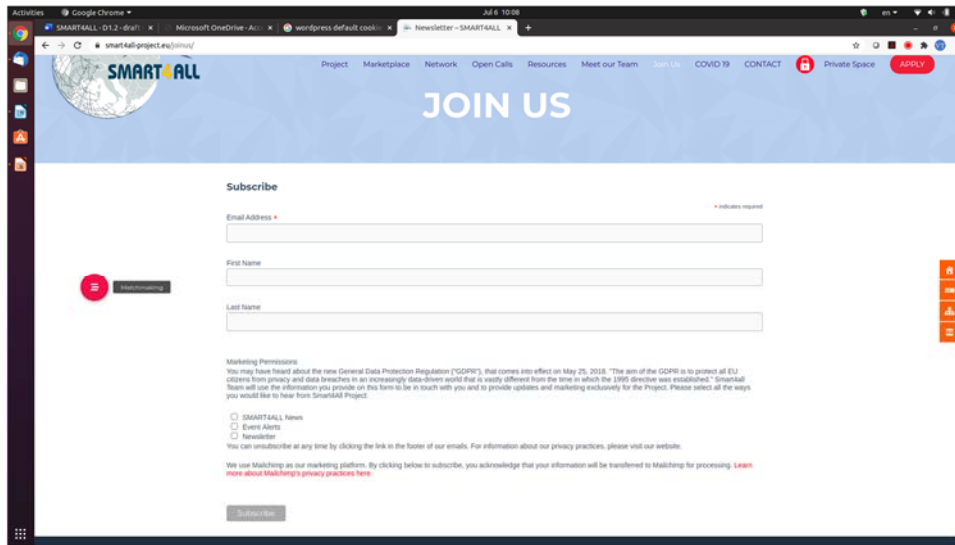 Activities Google Chrome Jul 6 10:08 en
SMART4ALL - D1.2 - draft Microsoft OneDrive - Acc wordpress default cookie Newsletter – SMART4ALL
smart4all-project.eu/joinus/
SMART4ALL
Project Marketplace Network Open Calls Resources Meet our Team Join Us COVID 19 CONTACT Private Space APPLY
JOIN US
Subscribe
* indicates required
Email Address *
First Name
Matchmaking
Last Name
Marketing Permissions
You may have heard about the new General Data Protection Regulation ("GDPR"), that comes into effect on May 25, 2018. "The aim of the GDPR is to protect all EU
citizens from privacy and data breaches in an increasingly data-driven world that is vastly different from the time in which the 1995 directive was established." Smart4all
Team will use the information you provide on this form to be in touch with you and to provide updates and marketing exclusively for the Project. Please select all the ways
you would like to hear from Smart4All Project:
SMART4ALL News
Event Alerts
Newsletter
You can unsubscribe at any time by clicking the link in the footer of our emails. For information about our privacy practices, please visit our website.
We use Mailchimp as our marketing platform. By clicking below to subscribe, you acknowledge that your information will be transferred to Mailchimp for processing. Learn
more about Mailchimp's privacy practices here.
Subscribe